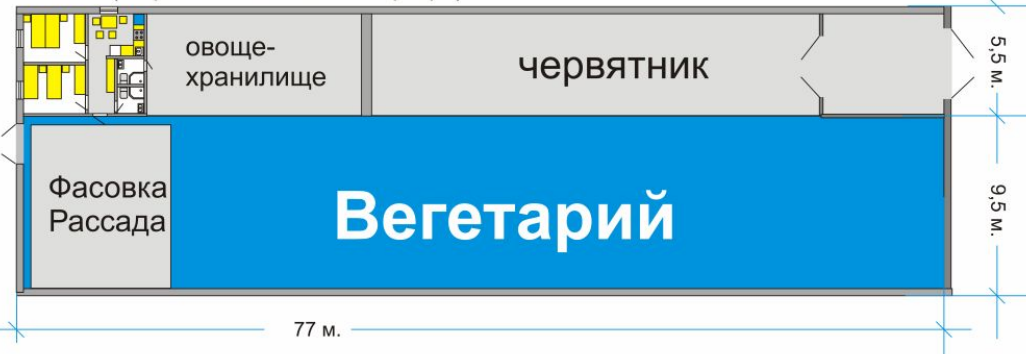 овоще-
хранилище
червятник
5,5 м.
Фасовка
Рассада
Вегетарий
9,5 м.
77 м.